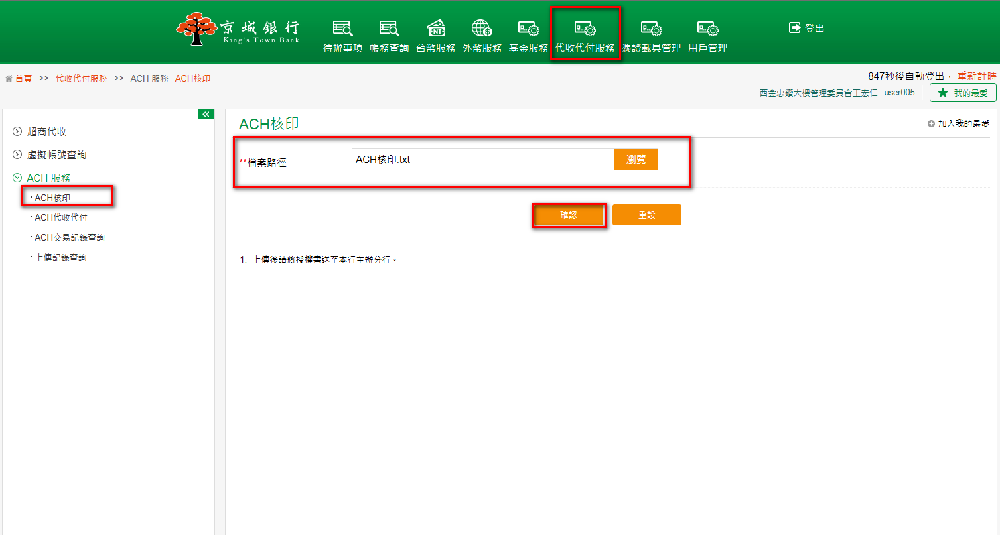 京城銀行
King's Town Bank
NT
$
待辦事項 帳務查詢 台幣服務 外幣服務 基金服務 代收代付服務 憑證載具管理 用戶管理
登出
首頁 >> 代收代付服務 >> ACH 服務 ACH核印
847秒後自動登出， 重新計時
西金忠鑽大樓管理委員會王宏仁 user005
我的最愛
超商代收
虛擬帳號查詢
ACH 服務
ACH核印
ACH代收代付
ACH交易記錄查詢
上傳記錄查詢
ACH核印
加入我的最愛
**檔案路徑
ACH核印.txt
瀏覽
確認 重設
1. 上傳後請將授權書送至本行主辦分行。